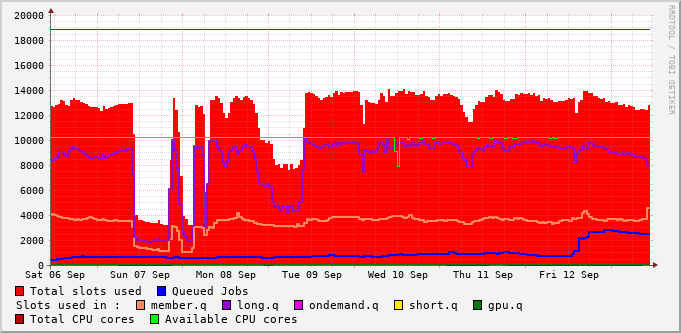 20000
18000
16000
14000
12000
10000
8000
6000
4000
2000
0
Sat 06 Sep Sun 07 Sep Mon 08 Sep Tue 09 Sep Wed 10 Sep Thu 11 Sep Fri 12 Sep
Total slots used Queued Jobs
Slots used in : member.q long.q ondemand.q short.q gpu.q
Total CPU cores Available CPU cores
RRDTOOL / TOBI OETIKER